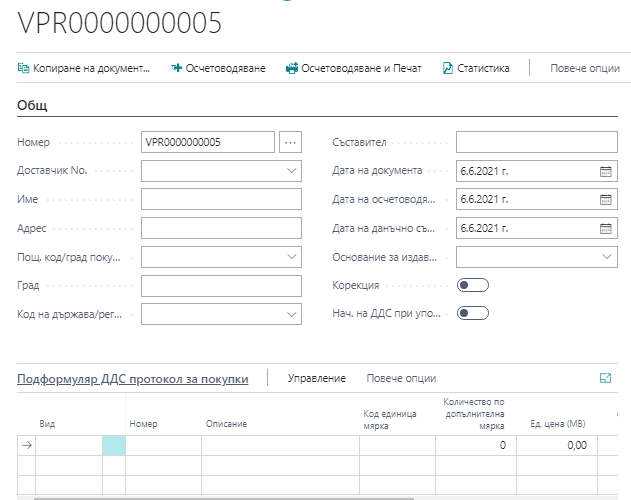 VPR0000000005
Копиране на документ... Осчетоводяване Осчетоводяване и Печат Статистика Повече опции
Общ
Номер VPR0000000005 ... Съставител
Доставчик No. Дата на документа 6.6.2021 г.
Име Дата на осчетоводя... 6.6.2021 г.
Адрес Дата на данъчно съ... 6.6.2021 г.
Пощ. код/град поку... Основание за издав...
Град Корекция
Код на държава/рег... Нач. на ДДС при упо...
Подформуляр ДДС протокол за покупки Управление Повече опции
Вид Номер Описание Код единица мярка Количество по допълнителна мярка Ед. цена (МВ)
0 0,00